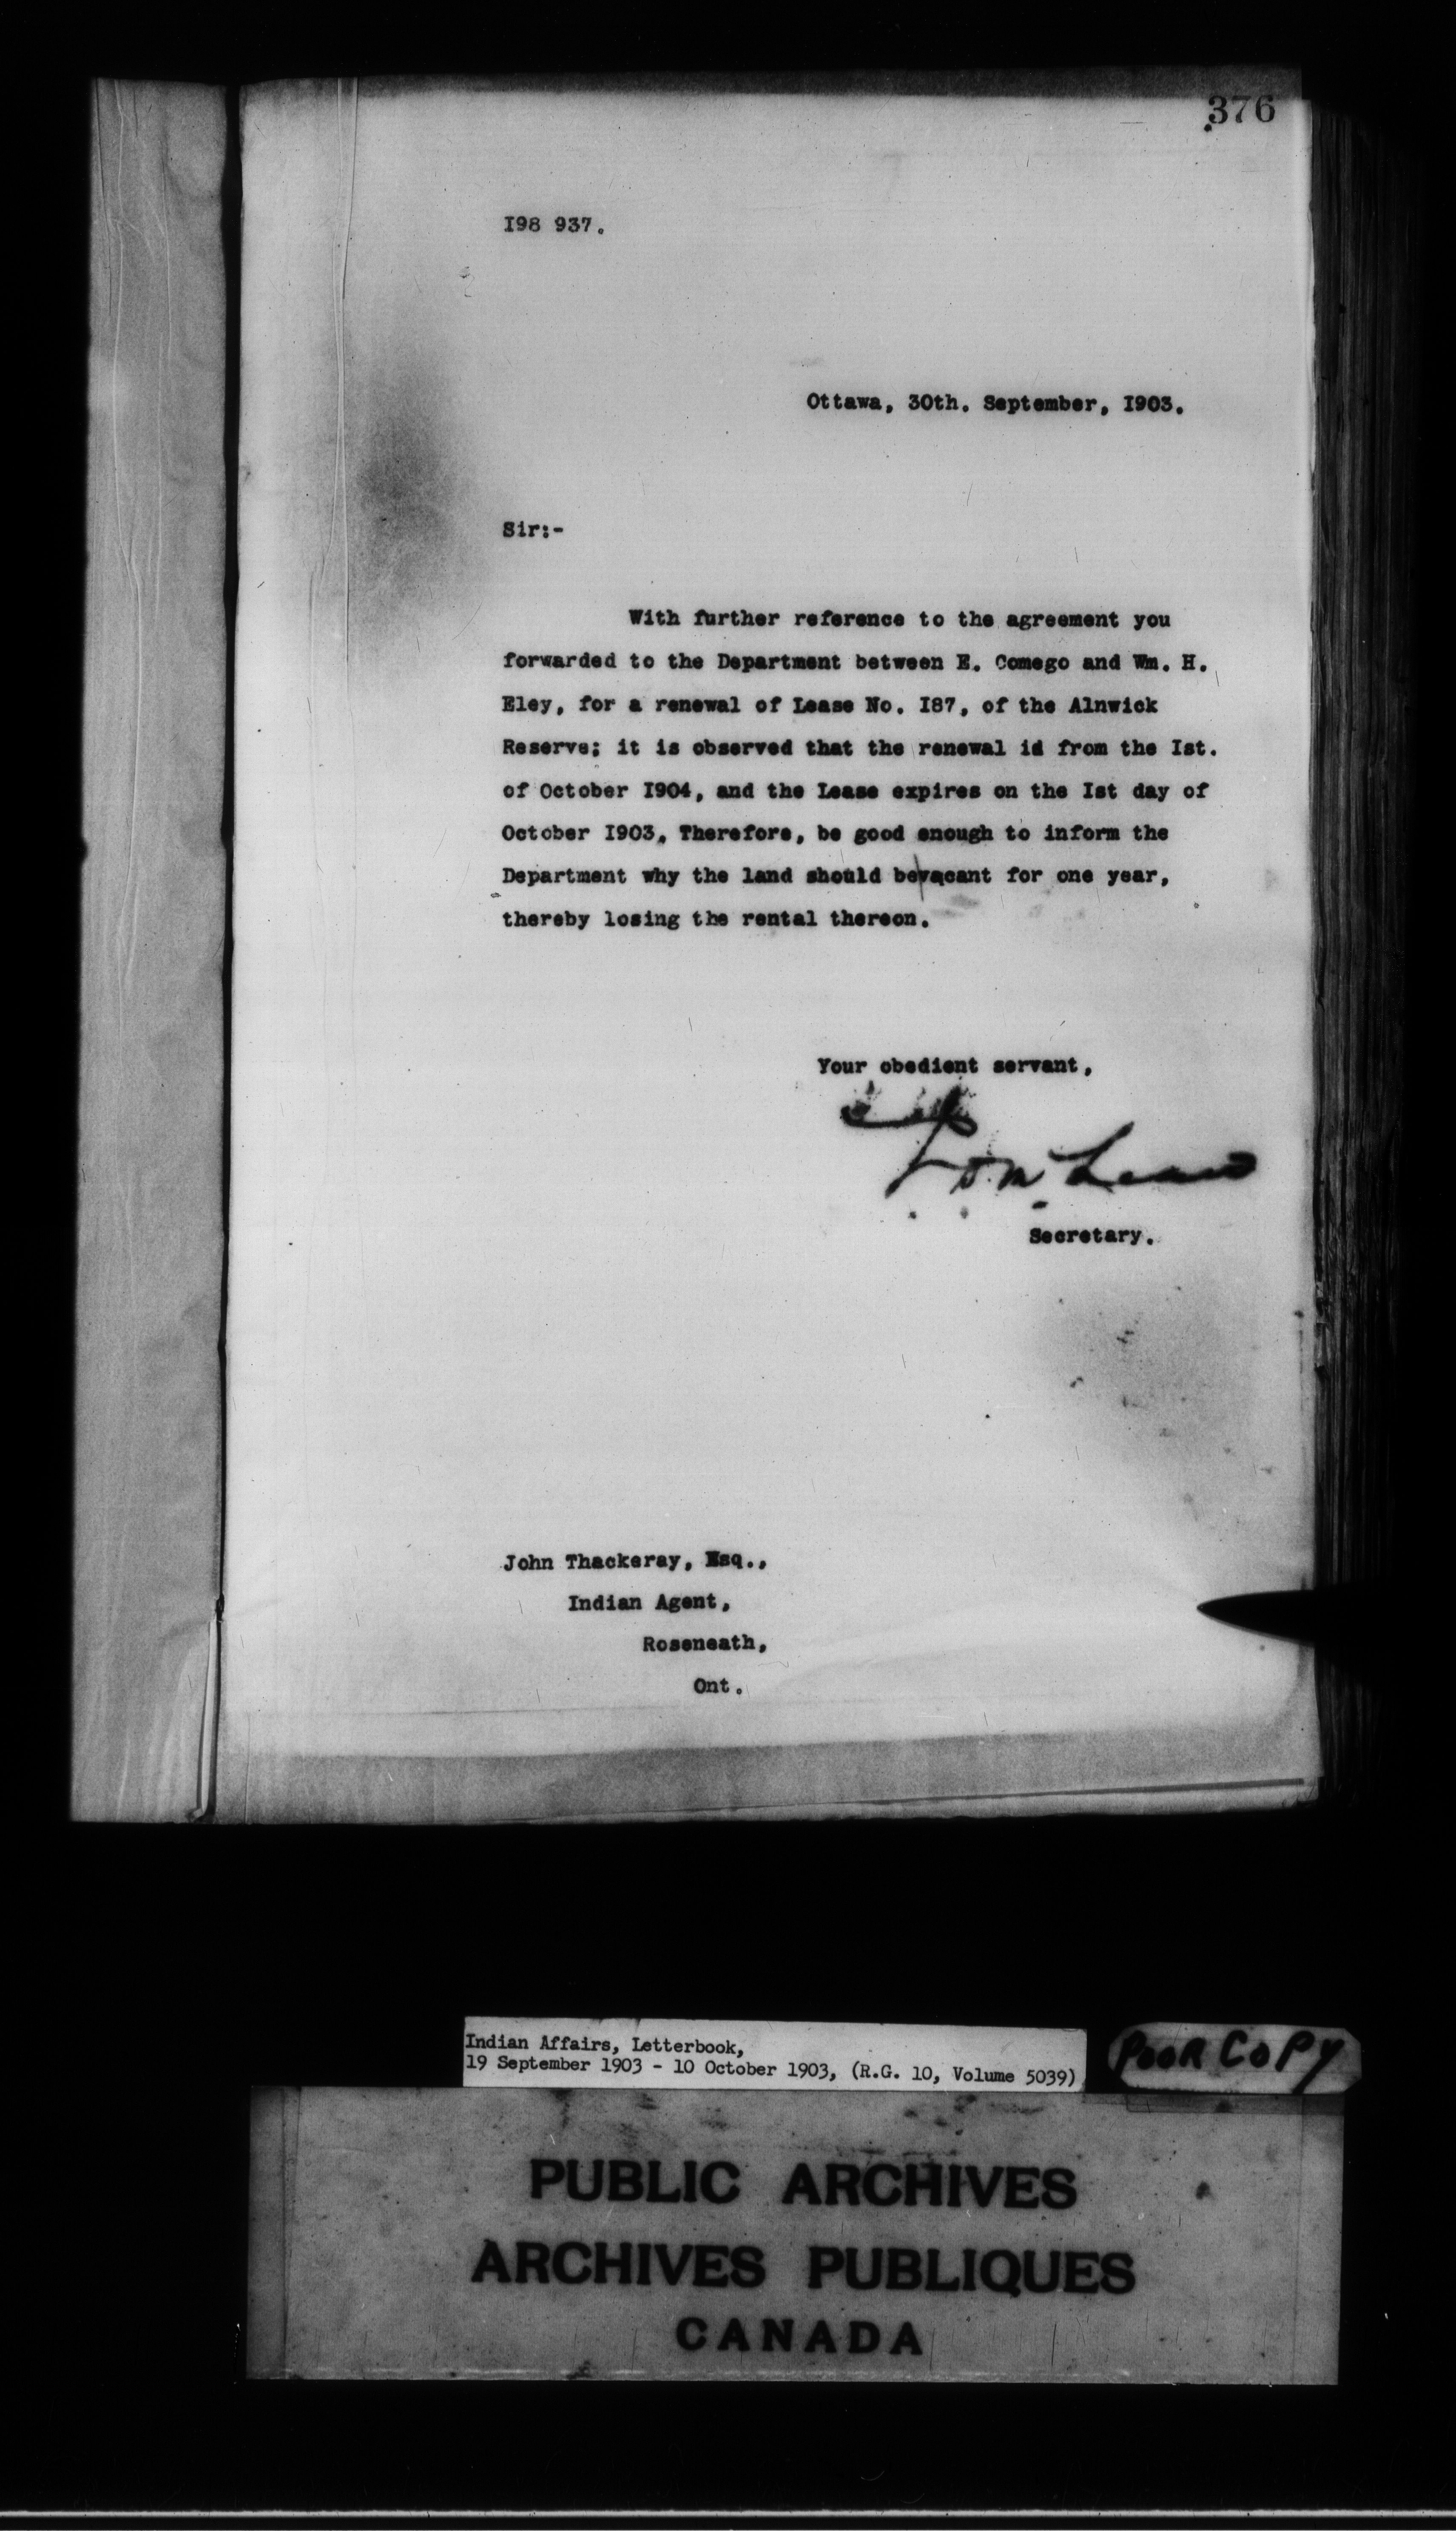 376
I98 937.
Ottawa, 30th. September, I903.
Sir:-
With further reference to the agreement you
forwarded to the Department between E. Comego and Wm. H.
Eley, for a renewal of Lease No. I87, of the Alnwick
Reserve; it is observed that the renewal id from the Ist.
of October I904, and the Lease expires on the Ist day of
October I903. Therefore, be good enough to inform the
Department why the land should be|vacant for one year,
thereby losing the rental thereon.
Your obedient servant,
Secretary.
John Thackeray, Esq.,
Indian Agent,
Roseneath,
Ont.
Indian Affairs, Letterbook,
19 September 1903 - 10 October 1903, (R.G. 10, Volume 5039)
POOR COPY
PUBLIC ARCHIVES
ARCHIVES PUBLIQUES
CANADA